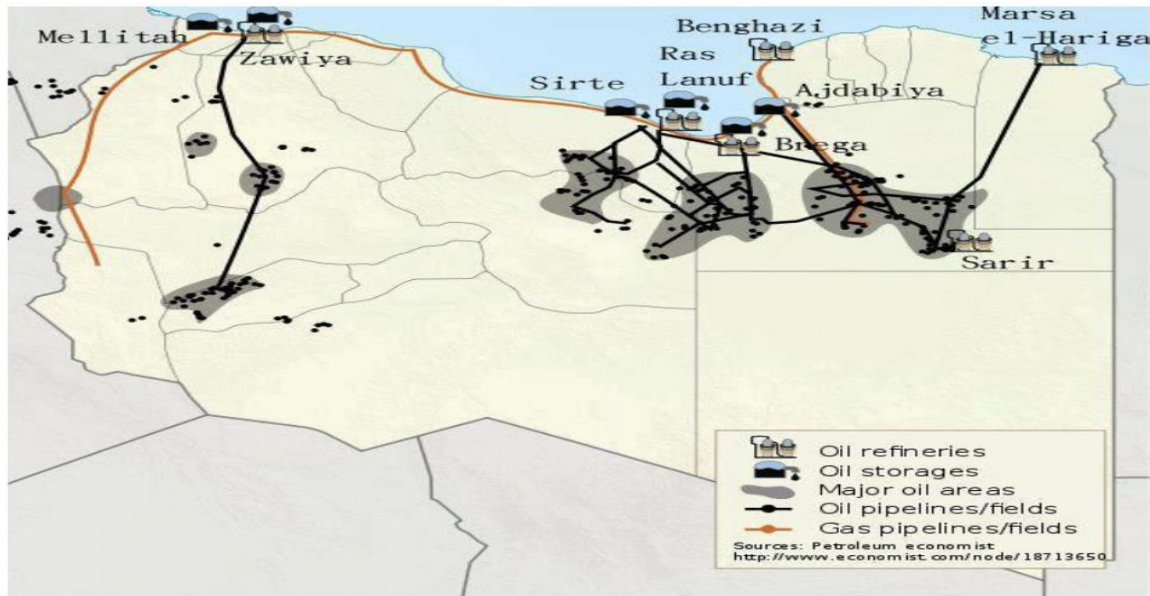 Mellitah
Zawiya
Sirte
Ras
Lanuf
Benghazi
Ajdabiya
Brega
Marsa
el-Hariga
Sarir
Oil refineries
Oil storages
Major oil areas
Oil pipelines/fields
Gas pipelines/fields
Sources: Petroleum economist
http://www.economist.com/node/18713650